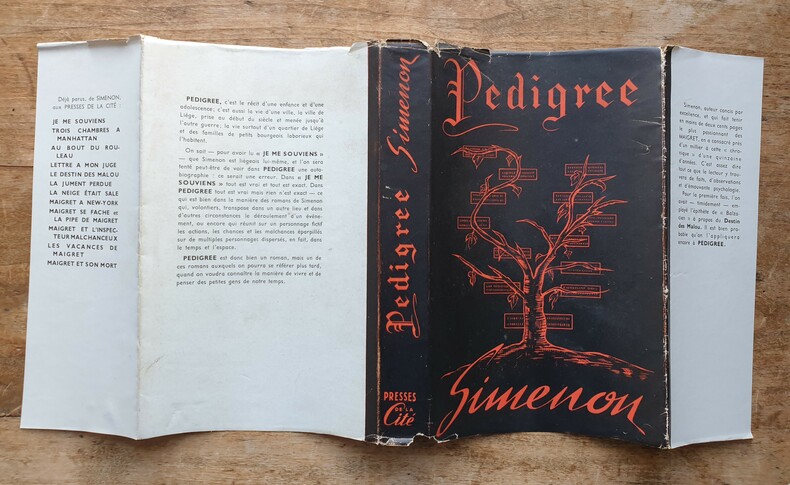 Déjà parus, de SIMENON,
aux PRESSES DE LA CITÉ :
JE ME SOUVIENS
TROIS CHAMBRES A
MANHATTAN
AU BOUT DU ROU-
LEAU
LETTRE A MON JUGE
LE DESTIN DES MALOU
LA JUMENT PERDUE
LA NEIGE ÉTAIT SALE
MAIGRET A NEW-YORK
MAIGRET SE FACHE et
LA PIPE DE MAIGRET
MAIGRET ET L'INSPEC-
TEUR MALCHANCEUX
LES VACANCES DE
MAIGRET
MAIGRET ET SON MORT
PEDIGREE, c'est le récit d'une enfance et d'une
adolescence ; c'est aussi la vie d'une ville, la ville de
Liége, prise au début du siècle et menée jusqu'à
l'autre guerre ; la vie surtout d'un quartier de Liége
et des familles de petits bourgeois laborieux qui
l'habitent.
On sait — pour avoir lu « JE ME SOUVIENS »
— que Simenon est liégeois lui-même, et l'on sera
tenté peut-être de voir dans PEDIGREE une auto-
biographie : ce serait une erreur. Dans « JE ME
SOUVIENS » tout est vrai et tout est exact. Dans
PEDIGREE tout est vrai mais rien n'est exact — ce
qui est bien dans la manière des romans de Simenon
qui, volontiers, transpose dans un autre lieu et dans
d'autres circonstances le déroulement d'un événe-
ment, ou encore qui réunit sur un personnage fictif
les actions, les chances et les malchances éparpillés
sur de multiples personnages ; dispersés, en fait, dans
le temps et l'espace.
PEDIGREE est donc bien un roman, mais un de
ces romans auxquels on pourra se référer plus tard,
quand on voudra connaître la manière de vivre et de
penser des petites gens de notre temps.
Pedigree Simenon
PRESSES
DE LA
Cité
Pedigree
Simenon
Simenon, auteur concis par
excellence, et qui fait tenir
en moins de deux cents pages
le plus passionnant des
MAIGRET, en a consacré près
d'un millier à cette « chro-
nique » d'une quinzaine
d'années. C'est assez dire
tout ce que le lecteur y trou-
vera de faits, d'observations
et d'émouvante psychologie.
Pour la première fois, l'an
avait — timidement — em-
ployé l'épithète de « Balza-
cien » à propos du Destin
des Malou. Il est bien pro-
bable qu'on l'appliquera
encore à PEDIGREE.